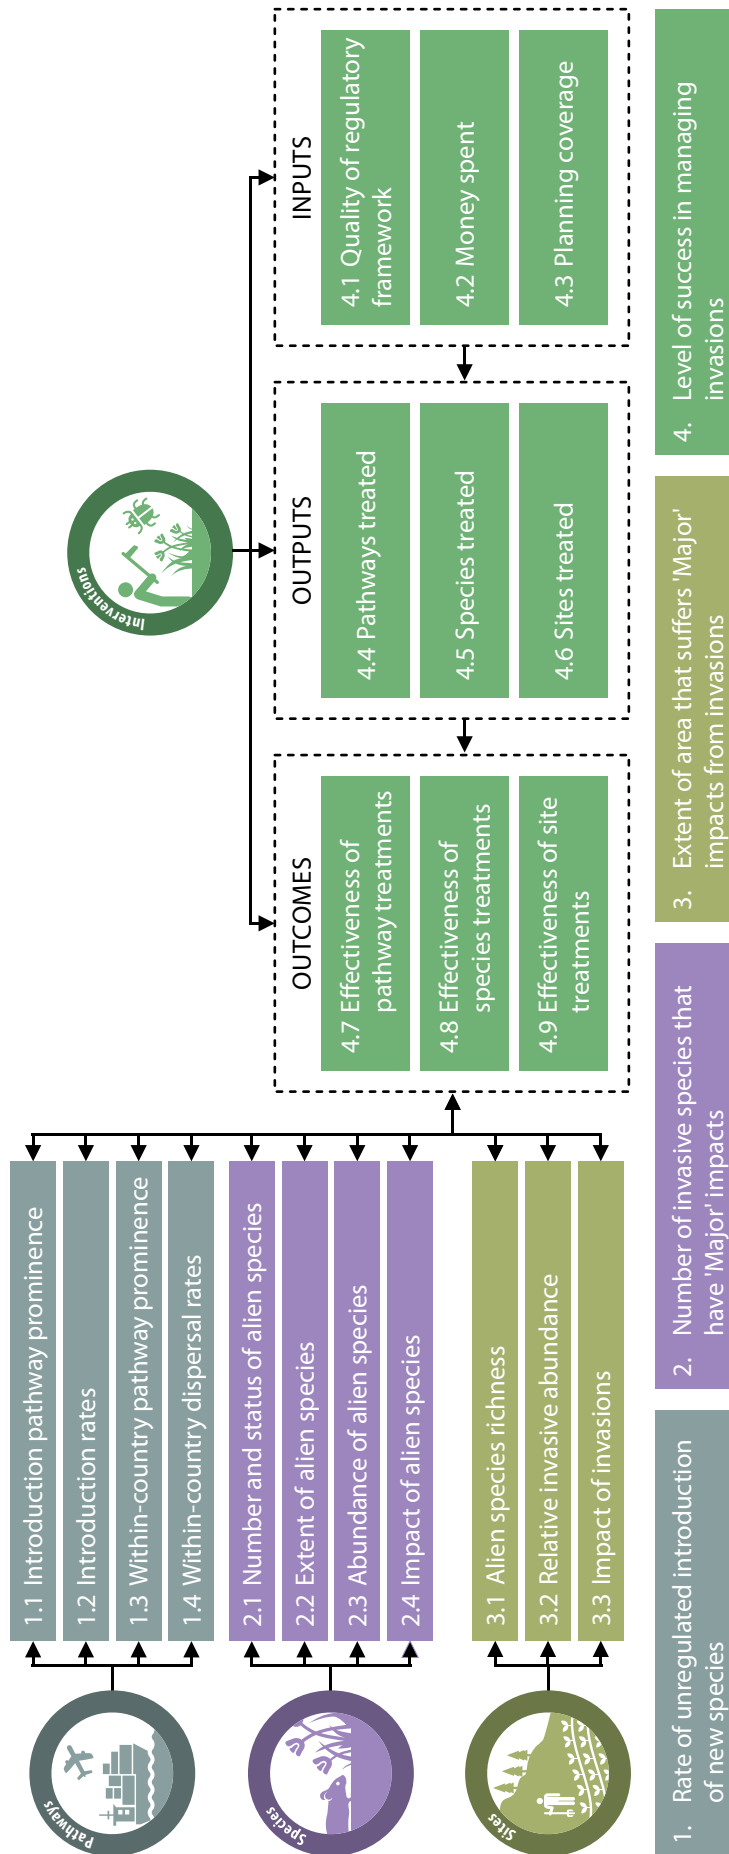 Pathways
1.1 Introduction pathway prominence
1.2 Introduction rates
1.3 Within-country pathway prominence
1.4 Within-country dispersal rates
Species
2.1 Number and status of alien species
2.2 Extent of alien species
2.3 Abundance of alien species
2.4 Impact of alien species
Sites
3.1 Alien species richness
3.2 Relative invasive abundance
3.3 Impact of invasions
Interventions
OUTCOMES
4.7 Effectiveness of
pathway treatments
4.8 Effectiveness of
species treatments
4.9 Effectiveness of site
treatments
OUTPUTS
4.4 Pathways treated
4.5 Species treated
4.6 Sites treated
INPUTS
4.1 Quality of regulatory
framework
4.2 Money spent
4.3 Planning coverage
1. Rate of unregulated introduction
of new species
2. Number of invasive species that
have 'Major' impacts
3. Extent of area that suffers 'Major'
impacts from invasions
4. Level of success in managing
invasions